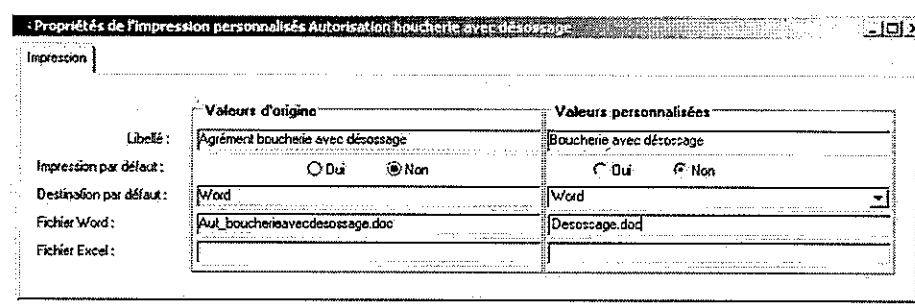 : Propriétés de l'impression personnalisés Autorisation boucherie avec désossage
Impression
Valeurs d'origine Valeurs personnalisées
Libellé : Agrément boucherie avec désossage Boucherie avec désossage
Impression par défaut : Oui Non Oui Non
Destination par défaut : Word Word
Fichier Word : Aut_boucherieavecdesossage.doc Desossage.doc
Fichier Excel :